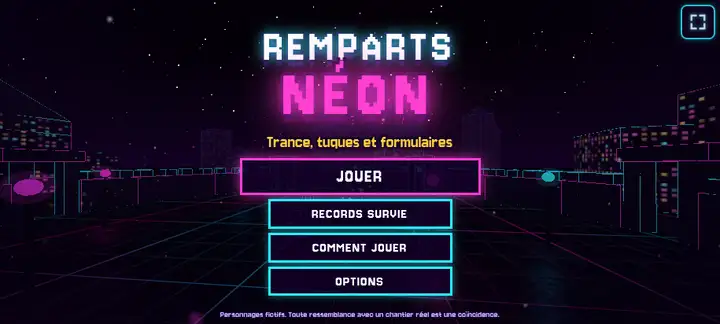 REMPARTS
NÉON
Trance, tuques et formulaires
JOUER
RECORDS SURVIE
COMMENT JOUER
OPTIONS
Personnages fictifs. Toute ressemblance avec un chantier réel est une coïncidence.